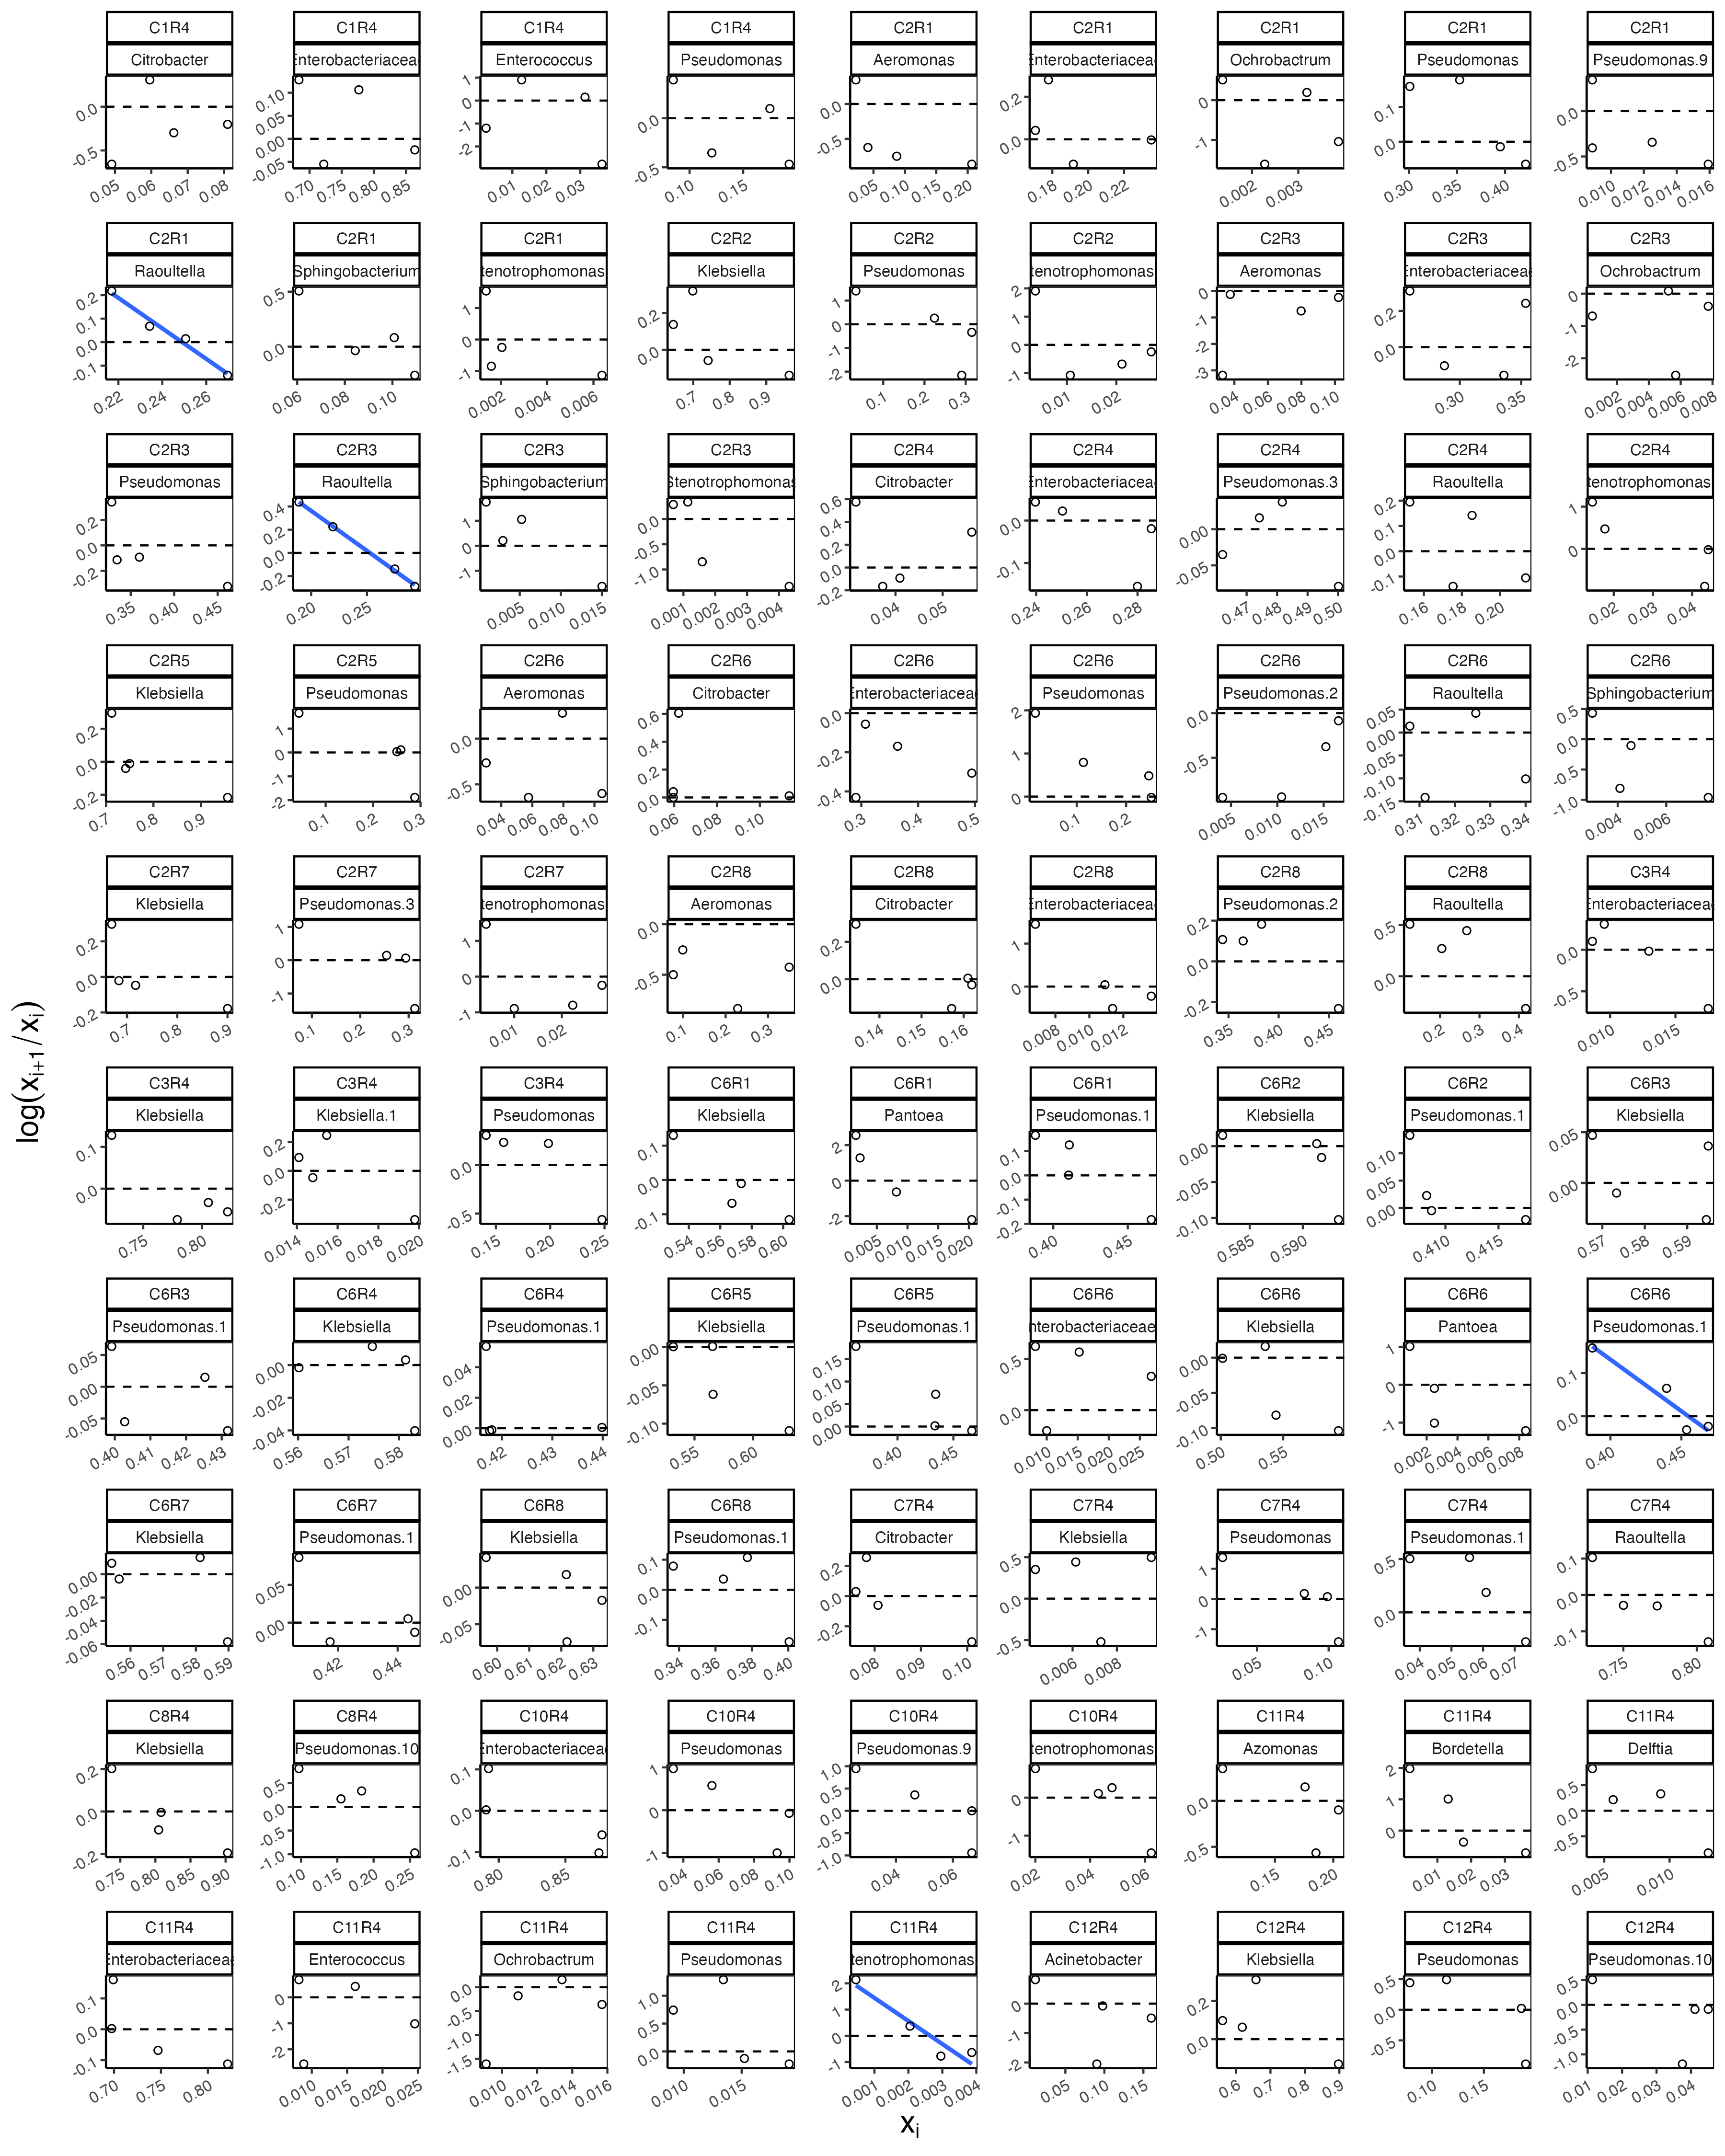 C1R4 C1R4 C1R4 C1R4 C2R1 C2R1 C2R1 C2R1 C2R1
Citrobacter Enterobacteriacea Enterococcus Pseudomonas Aeromonas Enterobacteriacea Ochrobactrum Pseudomonas Pseudomonas.9
0.0 -0.5
0.10 0.05 0.00 -0.05
1 0 -1 -2
0.0 -0.5
0.0 -0.5
0.2 0.0
0 -1
0.1 0.0
0.0 -0.5
0.05 0.06 0.07 0.08 0.70 0.75 0.80 0.85 0.01 0.02 0.03 0.10 0.15 0.05 0.10 0.15 0.20 0.18 0.20 0.22 0.002 0.003 0.30 0.35 0.40 0.010 0.012 0.014 0.016
C2R1 C2R1 C2R1 C2R2 C2R2 C2R2 C2R3 C2R3 C2R3
Raoultella Sphingobacterium tenotrophomonas Klebsiella Pseudomonas tenotrophomonas Aeromonas Enterobacteriacea Ochrobactrum
0.2 0.1 0.0 -0.1
0.5 0.0
1 0 -1
0.2 0.0
1 0 -1 -2
2 1 0 -1
0 -1 -2 -3
0.2 0.0
0 -1 -2
0.22 0.24 0.26 0.06 0.08 0.10 0.002 0.004 0.006 0.7 0.8 0.9 0.1 0.2 0.3 0.01 0.02 0.04 0.06 0.08 0.10 0.30 0.35 0.002 0.004 0.006 0.008
C2R3 C2R3 C2R3 C2R3 C2R4 C2R4 C2R4 C2R4 C2R4
Pseudomonas Raoultella Sphingobacterium Stenotrophomonas Citrobacter Enterobacteriacea Pseudomonas.3 Raoultella tenotrophomonas
0.2 0.0 -0.2
0.4 0.2 0.0 -0.2
1 0 -1
0.0 -0.5 -1.0
0.6 0.4 0.2 0.0 -0.2
0.0 -0.1
0.00 -0.05
0.2 0.1 0.0 -0.1
1 0
0.35 0.40 0.45 0.20 0.25 0.005 0.010 0.015 0.001 0.002 0.003 0.004 0.04 0.05 0.24 0.26 0.28 0.47 0.48 0.49 0.50 0.16 0.18 0.20 0.02 0.03 0.04
C2R5 C2R5 C2R6 C2R6 C2R6 C2R6 C2R6 C2R6 C2R6
Klebsiella Pseudomonas Aeromonas Citrobacter Enterobacteriacea Pseudomonas Pseudomonas.2 Raoultella Sphingobacterium
0.2 0.0 -0.2
1 0 -1 -2
0.0 -0.5
0.6 0.4 0.2 0.0
0.0 -0.2 -0.4
2 1 0
0.0 -0.5
0.05 0.00 -0.05 -0.10 -0.15
0.5 0.0 -0.5 -1.0
0.7 0.8 0.9 0.1 0.2 0.3 0.04 0.06 0.08 0.10 0.06 0.08 0.10 0.3 0.4 0.5 0.1 0.2 0.005 0.010 0.015 0.31 0.32 0.33 0.34 0.004 0.006
C2R7 C2R7 C2R7 C2R8 C2R8 C2R8 C2R8 C2R8 C3R4
Klebsiella Pseudomonas.3 tenotrophomonas Aeromonas Citrobacter Enterobacteriacea Pseudomonas.2 Raoultella Enterobacteriacea
0.2 0.0 -0.2
1 0 -1
1 0 -1
0.0 -0.5
0.2 0.0
1 0
0.2 0.0 -0.2
0.5 0.0
0.0 -0.5
0.7 0.8 0.9 0.1 0.2 0.3 0.01 0.02 0.1 0.2 0.3 0.14 0.15 0.16 0.008 0.010 0.012 0.35 0.40 0.45 0.2 0.3 0.4 0.010 0.015
log(xi+1/xi)
C3R4 C3R4 C3R4 C6R1 C6R1 C6R1 C6R2 C6R2 C6R3
Klebsiella Klebsiella.1 Pseudomonas Klebsiella Pantoea Pseudomonas.1 Klebsiella Pseudomonas.1 Klebsiella
0.1 0.0
0.2 0.0 -0.2
0.0 -0.5
0.1 0.0 -0.1
2 0 -2
0.1 0.0 -0.1 -0.2
0.00 -0.05 -0.10
0.10 0.05 0.00
0.05 0.00
0.75 0.80 0.014 0.016 0.018 0.020 0.15 0.20 0.25 0.54 0.56 0.58 0.60 0.005 0.010 0.015 0.020 0.40 0.45 0.585 0.590 0.410 0.415 0.57 0.58 0.59
C6R3 C6R4 C6R4 C6R5 C6R5 C6R6 C6R6 C6R6 C6R6
Pseudomonas.1 Klebsiella Pseudomonas.1 Klebsiella Pseudomonas.1 nterobacteriaceae Klebsiella Pantoea Pseudomonas.1
0.05 0.00 -0.05
0.00 -0.02 -0.04
0.04 0.02 0.00
0.00 -0.05 -0.10
0.15 0.10 0.05 0.00
0.5 0.0
0.00 -0.05 -0.10
1 0 -1
0.1 0.0
0.40 0.41 0.42 0.43 0.56 0.57 0.58 0.42 0.43 0.44 0.55 0.60 0.40 0.45 0.010 0.015 0.020 0.025 0.50 0.55 0.002 0.004 0.006 0.008 0.40 0.45
C6R7 C6R7 C6R8 C6R8 C7R4 C7R4 C7R4 C7R4 C7R4
Klebsiella Pseudomonas.1 Klebsiella Pseudomonas.1 Citrobacter Klebsiella Pseudomonas Pseudomonas.1 Raoultella
0.00 -0.02 -0.04 -0.06
0.05 0.00
0.00 -0.05
0.1 0.0 -0.1
0.2 0.0 -0.2
0.5 0.0 -0.5
1 0 -1
0.5 0.0
0.1 0.0 -0.1
0.56 0.57 0.58 0.59 0.42 0.44 0.60 0.61 0.62 0.63 0.34 0.36 0.38 0.40 0.08 0.09 0.10 0.006 0.008 0.05 0.10 0.04 0.05 0.06 0.07 0.75 0.80
C8R4 C8R4 C10R4 C10R4 C10R4 C10R4 C11R4 C11R4 C11R4
Klebsiella Pseudomonas.10 Enterobacteriacea Pseudomonas Pseudomonas.9 tenotrophomonas Azomonas Bordetella Delftia
0.2 0.0 -0.2
0.5 0.0 -0.5 -1.0
0.1 0.0 -0.1
1 0 -1
1.0 0.5 0.0 -0.5 -1.0
0 -1
0.0 -0.5
2 1 0
0.5 0.0 -0.5
0.75 0.80 0.85 0.90 0.10 0.15 0.20 0.25 0.80 0.85 0.04 0.06 0.08 0.10 0.04 0.06 0.02 0.04 0.06 0.15 0.20 0.01 0.02 0.03 0.005 0.010
C11R4 C11R4 C11R4 C11R4 C11R4 C12R4 C12R4 C12R4 C12R4
Enterobacteriacea Enterococcus Ochrobactrum Pseudomonas tenotrophomonas Acinetobacter Klebsiella Pseudomonas Pseudomonas.10
0.1 0.0 -0.1
0 -1 -2
0.0 -0.5 -1.0 -1.5
1.0 0.5 0.0
2 1 0 -1
0 -1 -2
0.2 0.0
0.5 0.0 -0.5
0.5 0.0 -0.5 -1.0
0.70 0.75 0.80 0.010 0.015 0.020 0.025 0.010 0.012 0.014 0.016 0.010 0.015 0.001 0.002 0.003 0.004 0.05 0.10 0.15 0.6 0.7 0.8 0.9 0.10 0.15 0.01 0.02 0.03 0.04
xi